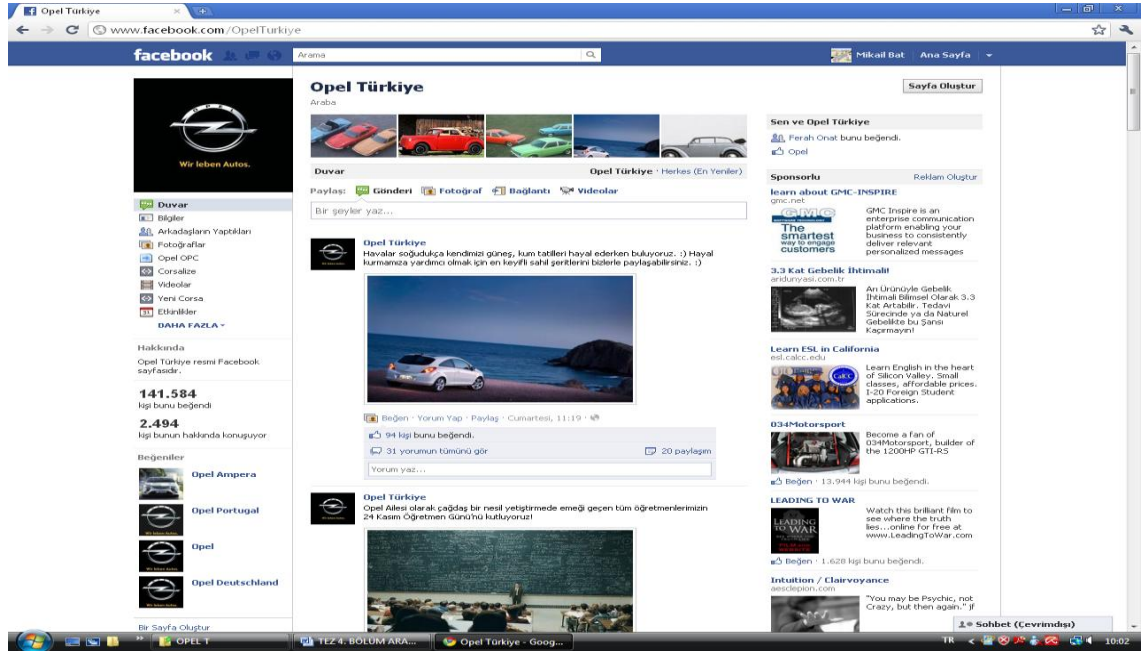 Opel Türkiye
www.facebook.com/OpelTurkiye
facebook
Arama
Mikail Bat
Ana Sayfa
OPEL
Wir leben Autos.
Duvar
Bilgiler
Arkadaşların Yaptıkları
Fotoğraflar
Opel OPC
Corsalize
Videolar
Yeni Corsa
Etkinlikler
DAHA FAZLA
Hakkında
Opel Türkiye resmi Facebook
sayfasıdır.
141.584
kişi bunu beğendi
2.494
kişi bunun hakkında konuşuyor
Beğeniler
Opel Ampera
Opel Portugal
Opel
Opel Deutschland
Bir Sayfa Oluştur
Opel Türkiye
Araba
Sayfa Oluştur
Duvar
Opel Türkiye · Herkes (En Yeniler)
Paylaş: Gönderi Fotoğraf Bağlantı Videolar
Bir şeyler yaz...
Opel Türkiye
Havalar soğudukça kendimizi güneş, kum tatilleri hayal ederken buluyoruz. :) Hayal
kurmamıza yardımcı olmak için en keyifli sahil şeritlerini bizlerle paylaşabilirsiniz. :)
Beğen · Yorum Yap · Paylaş · Cumartesi, 11:19
94 kişi bunu beğendi.
31 yorumun tümünü gör
20 paylaşım
Yorum yaz...
Opel Türkiye
Opel Ailesi olarak çağdaş bir nesil yetiştirmede emeği geçen tüm öğretmenlerimizin
24 Kasım Öğretmen Günü'nü kutluyoruz!
Sen ve Opel Türkiye
Ferah Onat bunu beğendi.
Opel
Sponsorlu
Reklam Oluştur
learn about GMC-INSPIRE
gmc.net
GMC
The
smartest
way to engage
customers
GMC Inspire is an
enterprise communication
platform enabling your
business to consistently
deliver relevant
personalized messages
3.3 Kat Gebelik İhtimali!
aridunyasi.com.tr
Arı Ürünüyle Gebelik
İhtimali Bilimsel Olarak 3.3
Kat Artabilir. Tedavi
Sürecinde ya da Naturel
Gebelikte bu Şansı
Kaçırmayın!
Learn ESL in California
esl.calcc.edu
CalCC
Learn English in the heart
of Silicon Valley. Small
classes, affordable prices.
I-20 Foreign Student
applications.
034Motorsport
Become a fan of
034Motorsport, builder of
the 1200HP GTI-RS
Beğen · 13.944 kişi bunu beğendi.
LEADING TO WAR
LEADING
TO WAR
Watch this brilliant film to
see where the truth
lies...online for free at
www.LeadingToWar.com
Beğen · 1.628 kişi bunu beğendi.
Intuition / Clairvoyance
aesclepion.com
"You may be Psychic, not
Crazy, but then again." jf
Sohbet (Çevrimdışı)
OPEL T
TEZ 4. BÖLÜM ARA...
Opel Türkiye - Goog...
TR
10:02